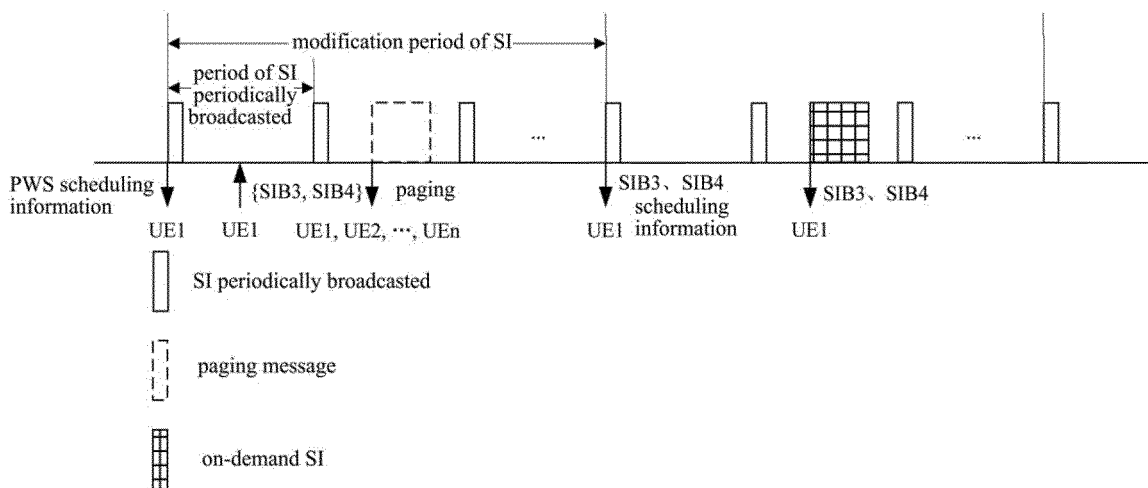 modification period of SI
period of SI
periodically
broadcasted
...
...
PWS scheduling
information
{SIB3, SIB4}
paging
SIB3、SIB4
scheduling
information
SIB3、SIB4
UE1
UE1
UE1, UE2, ···, UEn
UE1
UE1
SI periodically broadcasted
paging message
on-demand SI